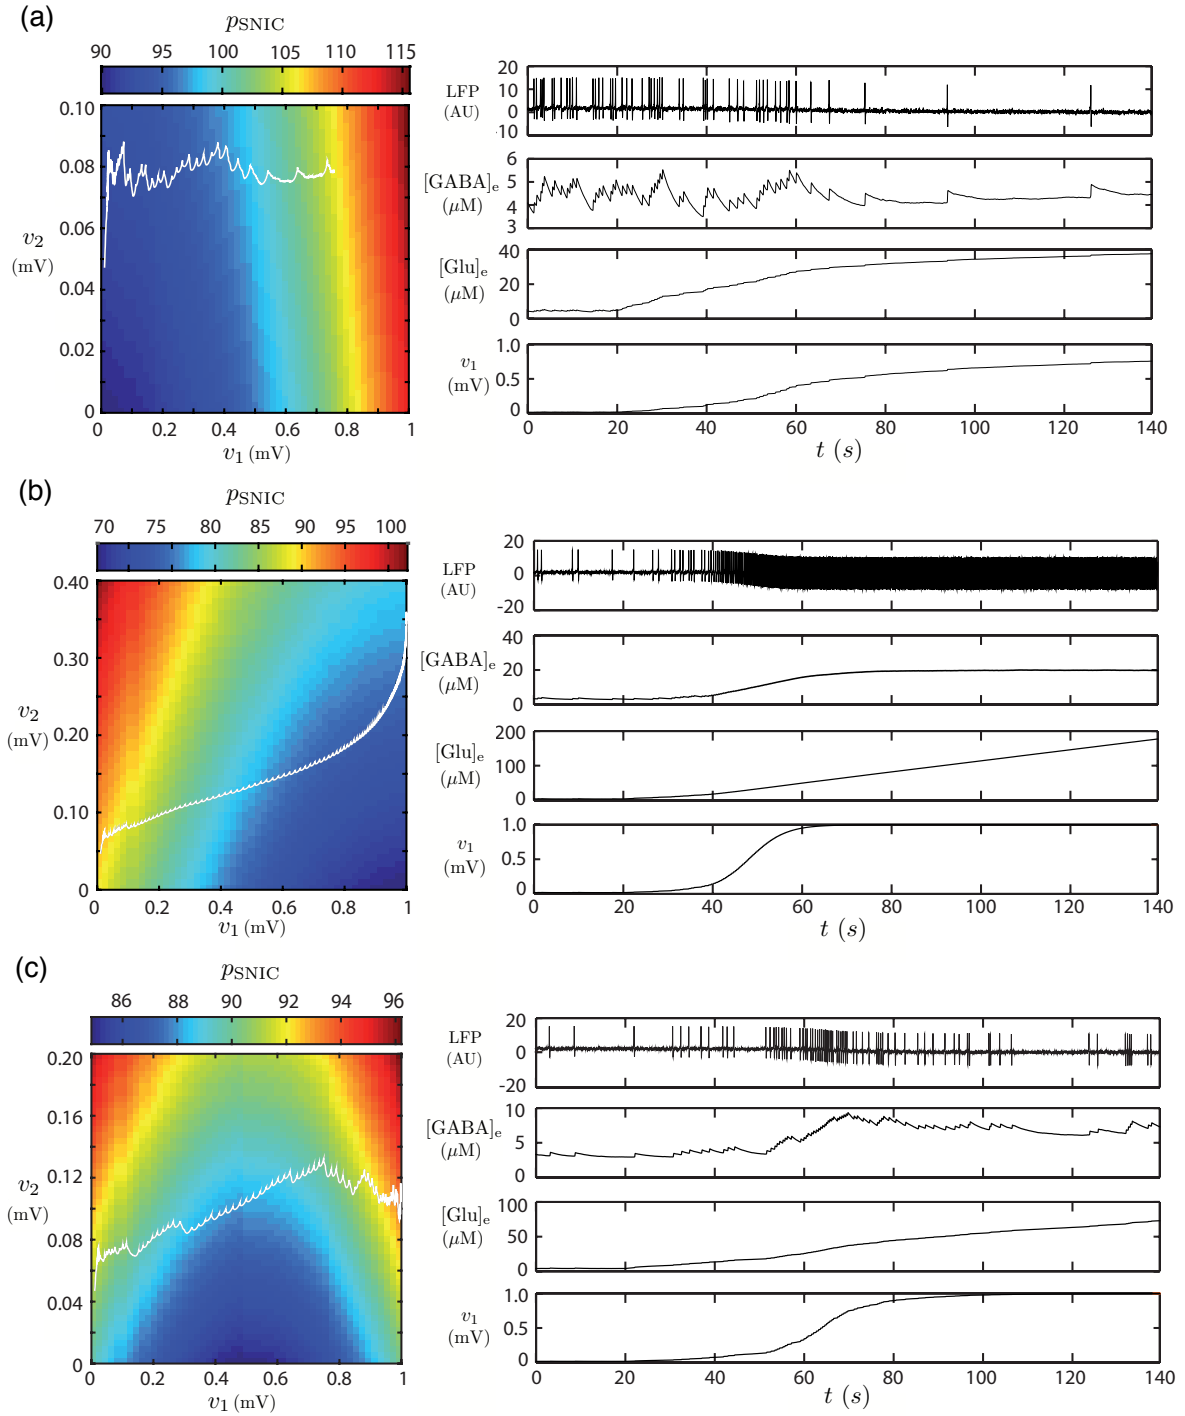 (a)
pSNIC
90 95 100 105 110 115
0.10
0.08
0.06
0.04
0.02
0
v2
(mV)
0 0.2 0.4 0.6 0.8 1
v1 (mV)
LFP
(AU)
20
10
0
-10
[GABA]e
(μM)
6
5
4
3
[Glu]e
(μM)
40
20
0
v1
(mV)
1.0
0.5
0
0 20 40 60 80 100 120 140
t (s)
(b)
pSNIC
70 75 80 85 90 95 100
0.40
0.30
0.20
0.10
0
v2
(mV)
0 0.2 0.4 0.6 0.8 1
v1 (mV)
LFP
(AU)
20
0
-20
[GABA]e
(μM)
40
20
0
[Glu]e
(μM)
200
100
0
v1
(mV)
1.0
0.5
0
0 20 40 60 80 100 120 140
t (s)
(c)
pSNIC
86 88 90 92 94 96
0.20
0.16
0.12
0.08
0.04
0
v2
(mV)
0 0.2 0.4 0.6 0.8 1
v1 (mV)
LFP
(AU)
20
0
-20
[GABA]e
(μM)
10
5
0
[Glu]e
(μM)
100
50
0
v1
(mV)
1.0
0.5
0
0 20 40 60 80 100 120 140
t (s)